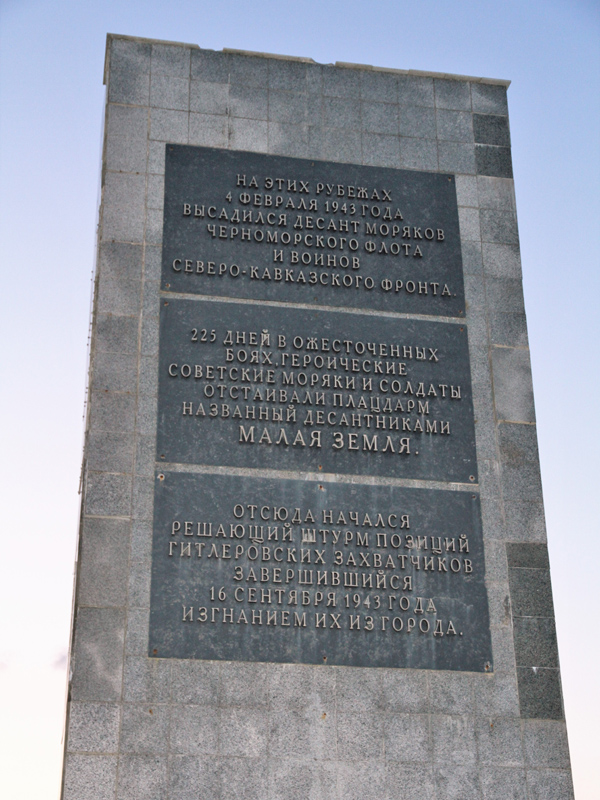 НА ЭТИХ РУБЕЖАХ
4 ФЕВРАЛЯ 1943 ГОДА
ВЫСАДИЛСЯ ДЕСАНТ МОРЯКОВ
ЧЕРНОМОРСКОГО ФЛОТА
И ВОИНОВ
СЕВЕРО-КАВКАЗСКОГО ФРОНТА.
225 ДНЕЙ В ОЖЕСТОЧЕННЫХ
БОЯХ, ГЕРОИЧЕСКИЕ
СОВЕТСКИЕ МОРЯКИ И СОЛДАТЫ
ОТСТАИВАЛИ ПЛАЦДАРМ
НАЗВАННЫЙ ДЕСАНТНИКАМИ
МАЛАЯ ЗЕМЛЯ.
ОТСЮДА НАЧАЛСЯ
РЕШАЮЩИЙ ШТУРМ ПОЗИЦИЙ
ГИТЛЕРОВСКИХ ЗАХВАТЧИКОВ
ЗАВЕРШИВШИЙСЯ
16 СЕНТЯБРЯ 1943 ГОДА
ИЗГНАНИЕМ ИХ ИЗ ГОРОДА.